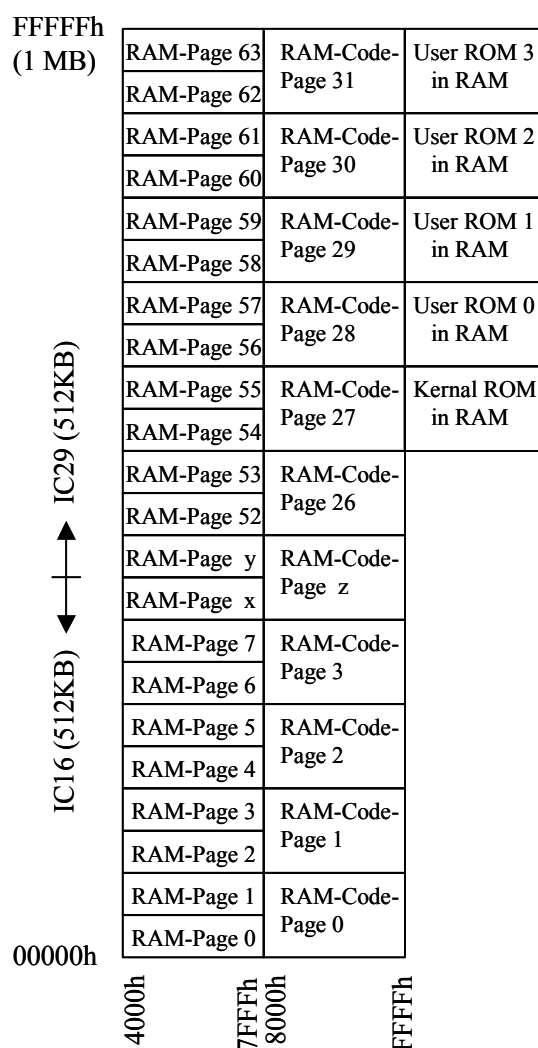 FFFFFh
(1 MB)
RAM-Page 63
RAM-Page 62
RAM-Code-
Page 31
User ROM 3
in RAM
RAM-Page 61
RAM-Page 60
RAM-Code-
Page 30
User ROM 2
in RAM
RAM-Page 59
RAM-Page 58
RAM-Code-
Page 29
User ROM 1
in RAM
RAM-Page 57
RAM-Page 56
RAM-Code-
Page 28
User ROM 0
in RAM
RAM-Page 55
RAM-Page 54
RAM-Code-
Page 27
Kernal ROM
in RAM
RAM-Page 53
RAM-Page 52
RAM-Code-
Page 26
RAM-Page y
RAM-Page x
RAM-Code-
Page z
RAM-Page 7
RAM-Page 6
RAM-Code-
Page 3
RAM-Page 5
RAM-Page 4
RAM-Code-
Page 2
RAM-Page 3
RAM-Page 2
RAM-Code-
Page 1
RAM-Page 1
RAM-Page 0
RAM-Code-
Page 0
IC29 (512KB)
IC16 (512KB)
00000h
4000h
7FFFh
8000h
FFFFh